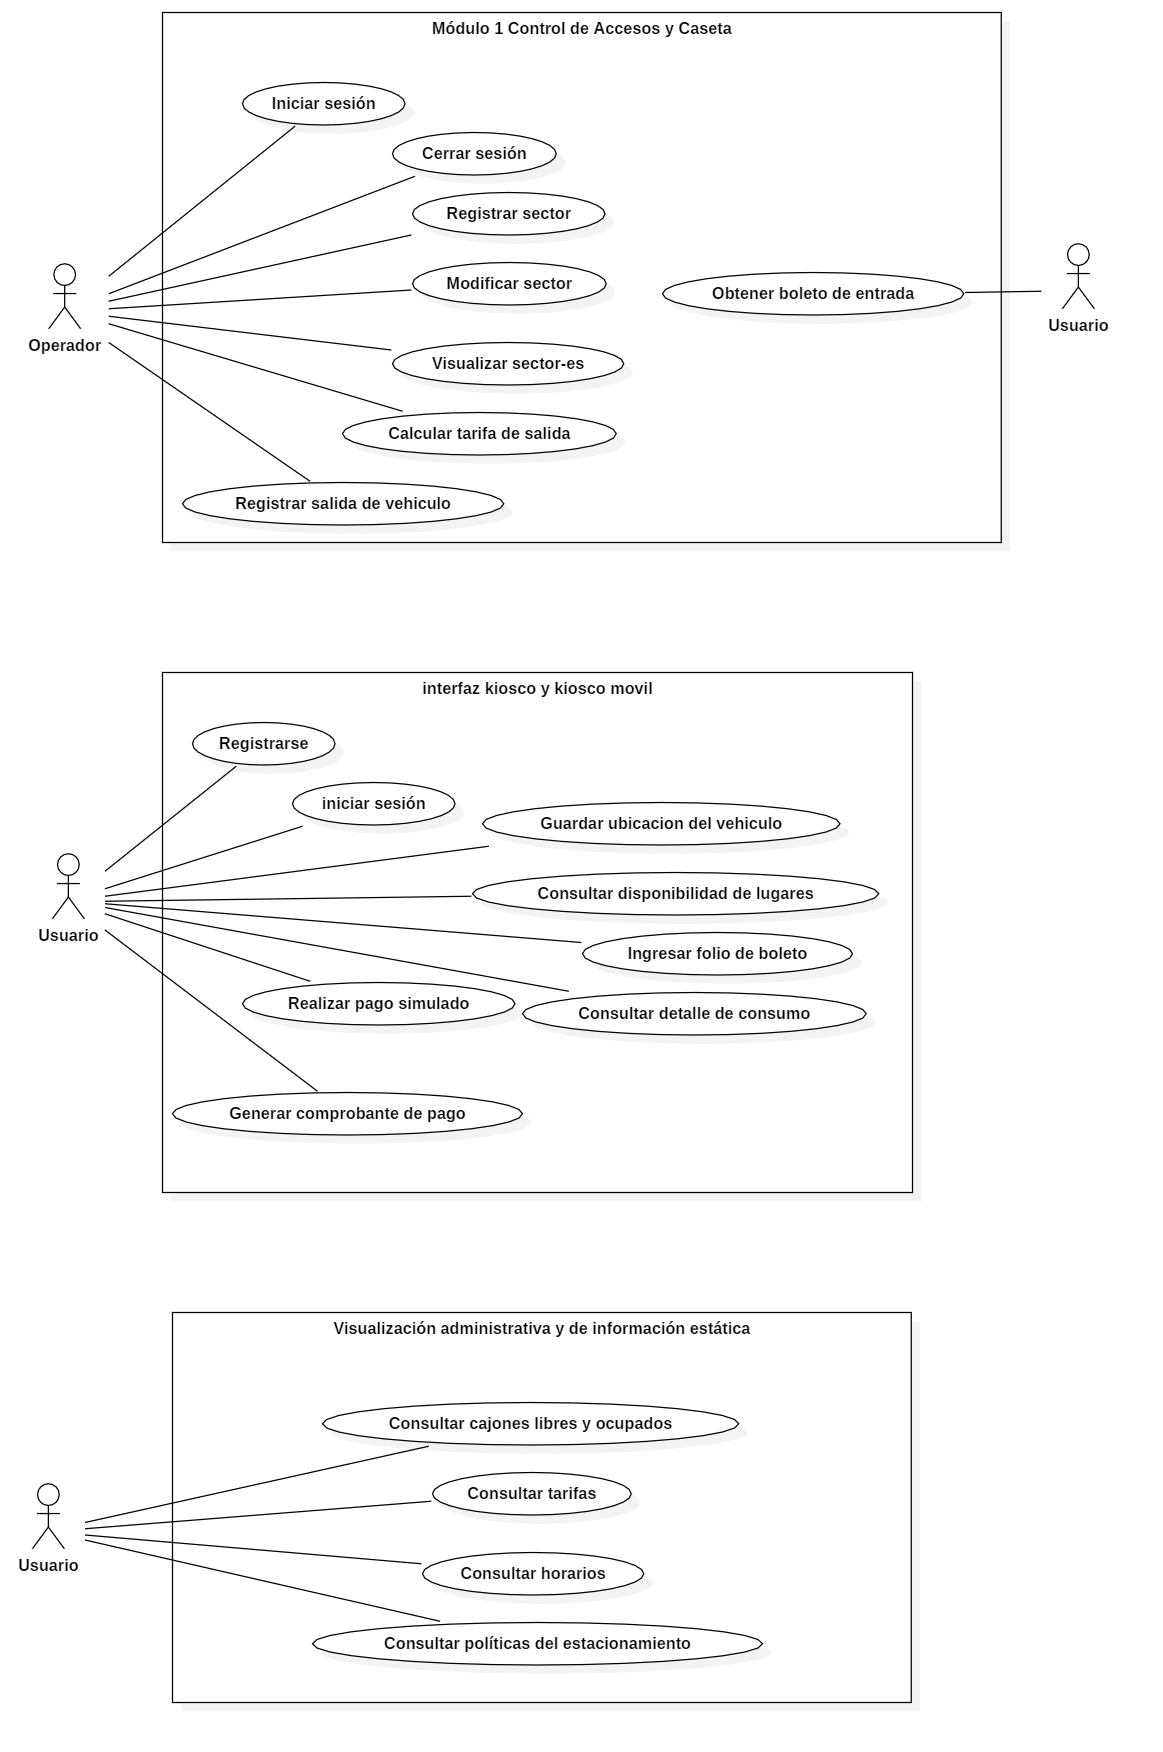 Módulo 1 Control de Accesos y Caseta
Iniciar sesión
Cerrar sesión
Registrar sector
Modificar sector
Obtener boleto de entrada
Usuario
Operador
Visualizar sector-es
Calcular tarifa de salida
Registrar salida de vehiculo
interfaz kiosco y kiosco movil
Registrarse
iniciar sesión
Guardar ubicacion del vehiculo
Consultar disponibilidad de lugares
Usuario
Ingresar folio de boleto
Realizar pago simulado
Consultar detalle de consumo
Generar comprobante de pago
Visualización administrativa y de información estática
Consultar cajones libres y ocupados
Consultar tarifas
Usuario
Consultar horarios
Consultar políticas del estacionamiento